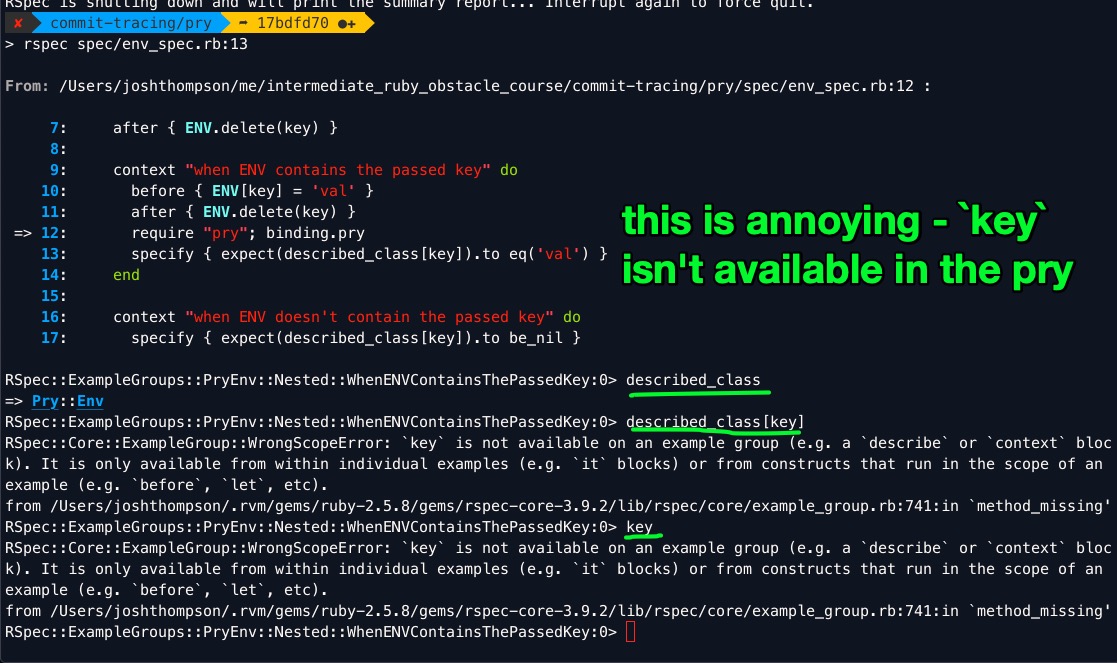 RSpec is shutting down and will print the summary report... Interrupt again to force quit.
✘ commit-tracing/pry ➦ 17bdfd70 ●✚
> rspec spec/env_spec.rb:13
From: /Users/joshthompson/me/intermediate_ruby_obstacle_course/commit-tracing/pry/spec/env_spec.rb:12 :
7: after { ENV.delete(key) }
8:
9: context "when ENV contains the passed key" do
10: before { ENV[key] = 'val' }
11: after { ENV.delete(key) }
=> 12: require "pry"; binding.pry
13: specify { expect(described_class[key]).to eq('val') }
14: end
15:
16: context "when ENV doesn't contain the passed key" do
17: specify { expect(described_class[key]).to be_nil }
this is annoying - `key`
isn't available in the pry
RSpec::ExampleGroups::PryEnv::Nested::WhenENVContainsThePassedKey:0> described_class
=> Pry::Env
RSpec::ExampleGroups::PryEnv::Nested::WhenENVContainsThePassedKey:0> described_class[key]
RSpec::Core::ExampleGroup::WrongScopeError: `key` is not available on an example group (e.g. a `describe` or `context` bloc
k). It is only available from within individual examples (e.g. `it` blocks) or from constructs that run in the scope of an
example (e.g. `before`, `let`, etc).
from /Users/joshthompson/.rvm/gems/ruby-2.5.8/gems/rspec-core-3.9.2/lib/rspec/core/example_group.rb:741:in `method_missing'
RSpec::ExampleGroups::PryEnv::Nested::WhenENVContainsThePassedKey:0> key
RSpec::Core::ExampleGroup::WrongScopeError: `key` is not available on an example group (e.g. a `describe` or `context` bloc
k). It is only available from within individual examples (e.g. `it` blocks) or from constructs that run in the scope of an
example (e.g. `before`, `let`, etc).
from /Users/joshthompson/.rvm/gems/ruby-2.5.8/gems/rspec-core-3.9.2/lib/rspec/core/example_group.rb:741:in `method_missing'
RSpec::ExampleGroups::PryEnv::Nested::WhenENVContainsThePassedKey:0>